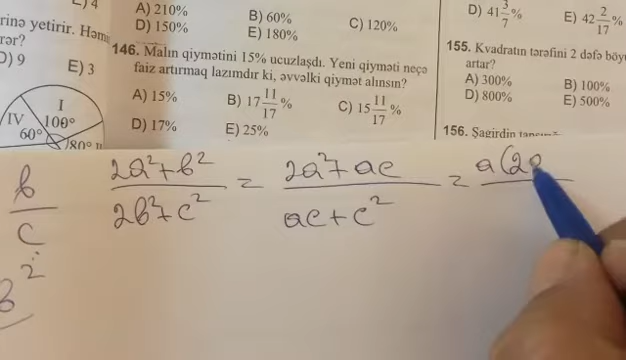 rinə yetirir. Həm
rər?
D) 9
E) 3
I
IV
100°
60°
80°
A) 210%
B) 60%
C) 120%
D) 150%
E) 180%
146. Malın qiymətini 15% ucuzlaşdı. Yeni qiyməti neçə
faiz artırmaq lazımdır ki, əvvəlki qiymət alınsın?
A) 15%
B) 17 11/17 %
C) 15 11/17 %
D) 17%
E) 25%
D) 41 3/7 %
E) 42 2/17 %
155. Kvadratın tərəfini 2 dəfə böy
artar?
A) 300%
B) 100%
D) 800%
E) 500%
156. Şagirdin
b/c
(2a²+b²)/(2b²+c²) = (2a²+ac)/(ac+c²) = a(2a
b²